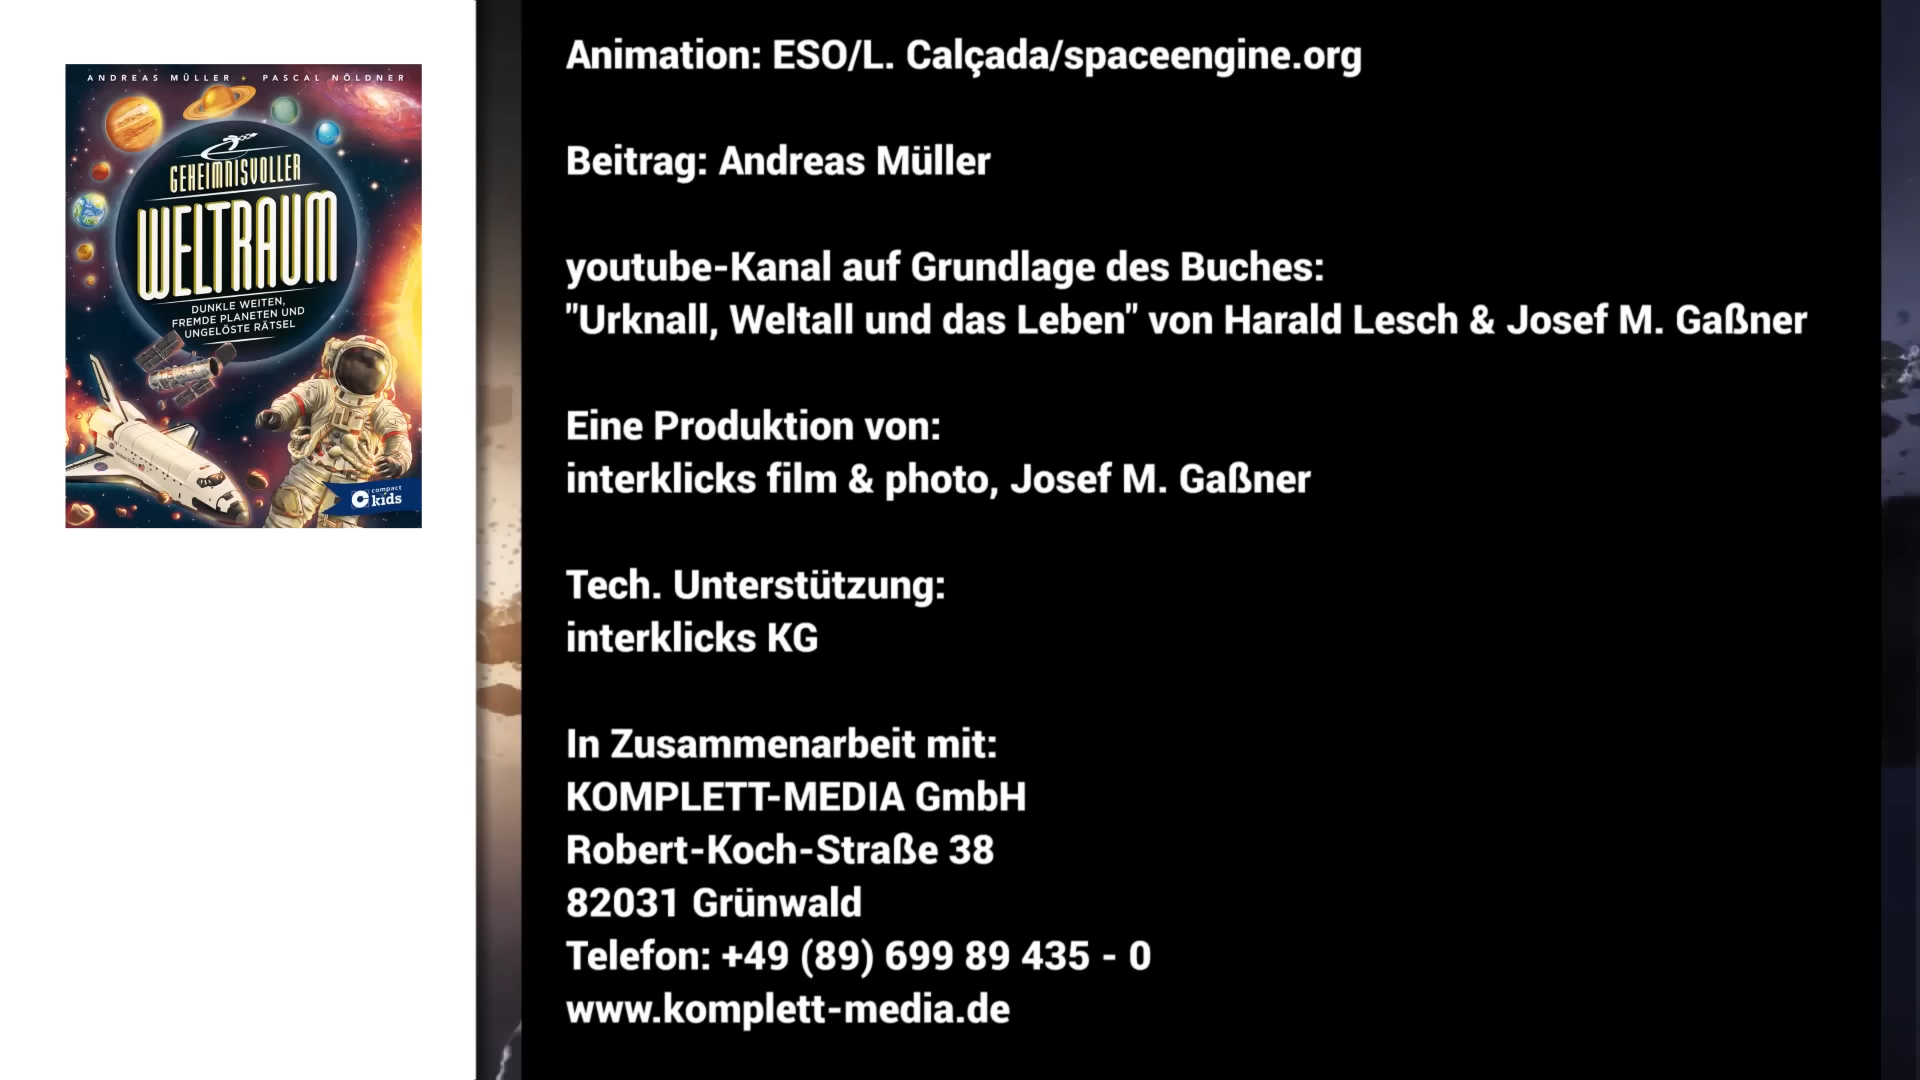 ANDREAS MÜLLER ✶ PASCAL NÖLDNER
GEHEIMNISVOLLER
WELTRAUM
DUNKLE WEITEN,
FREMDE PLANETEN UND
UNGELÖSTE RÄTSEL
compact
kids
Animation: ESO/L. Calçada/spaceengine.org
Beitrag: Andreas Müller
youtube-Kanal auf Grundlage des Buches:
"Urknall, Weltall und das Leben" von Harald Lesch & Josef M. Gaßner
Eine Produktion von:
interklicks film & photo, Josef M. Gaßner
Tech. Unterstützung:
interklicks KG
In Zusammenarbeit mit:
KOMPLETT-MEDIA GmbH
Robert-Koch-Straße 38
82031 Grünwald
Telefon: +49 (89) 699 89 435 - 0
www.komplett-media.de